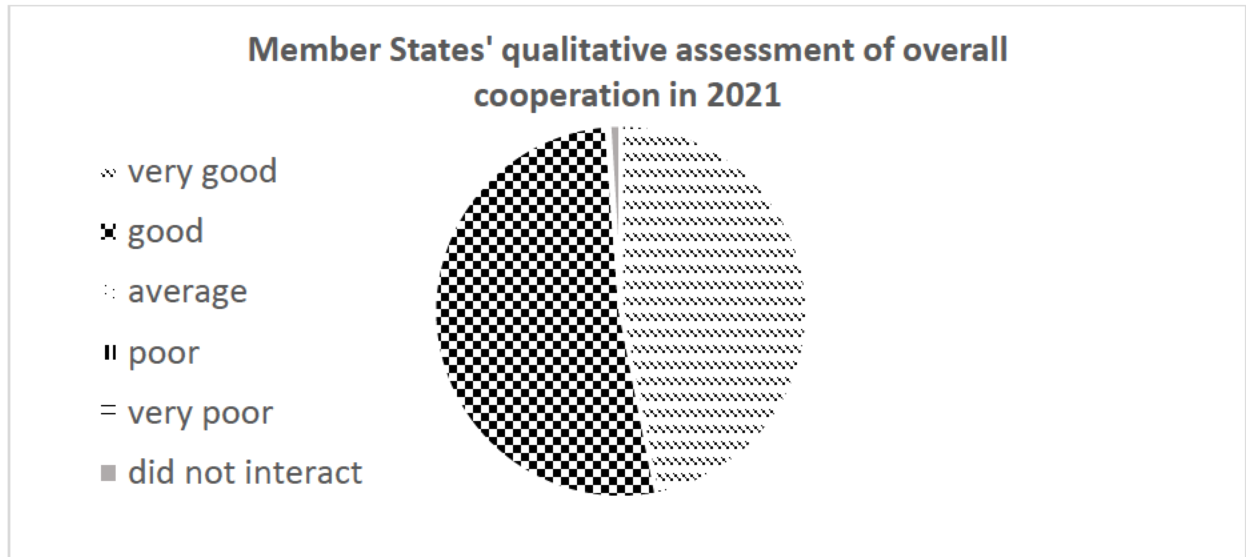 Member States' qualitative assessment of overall
cooperation in 2021
very good
good
average
poor
very poor
did not interact